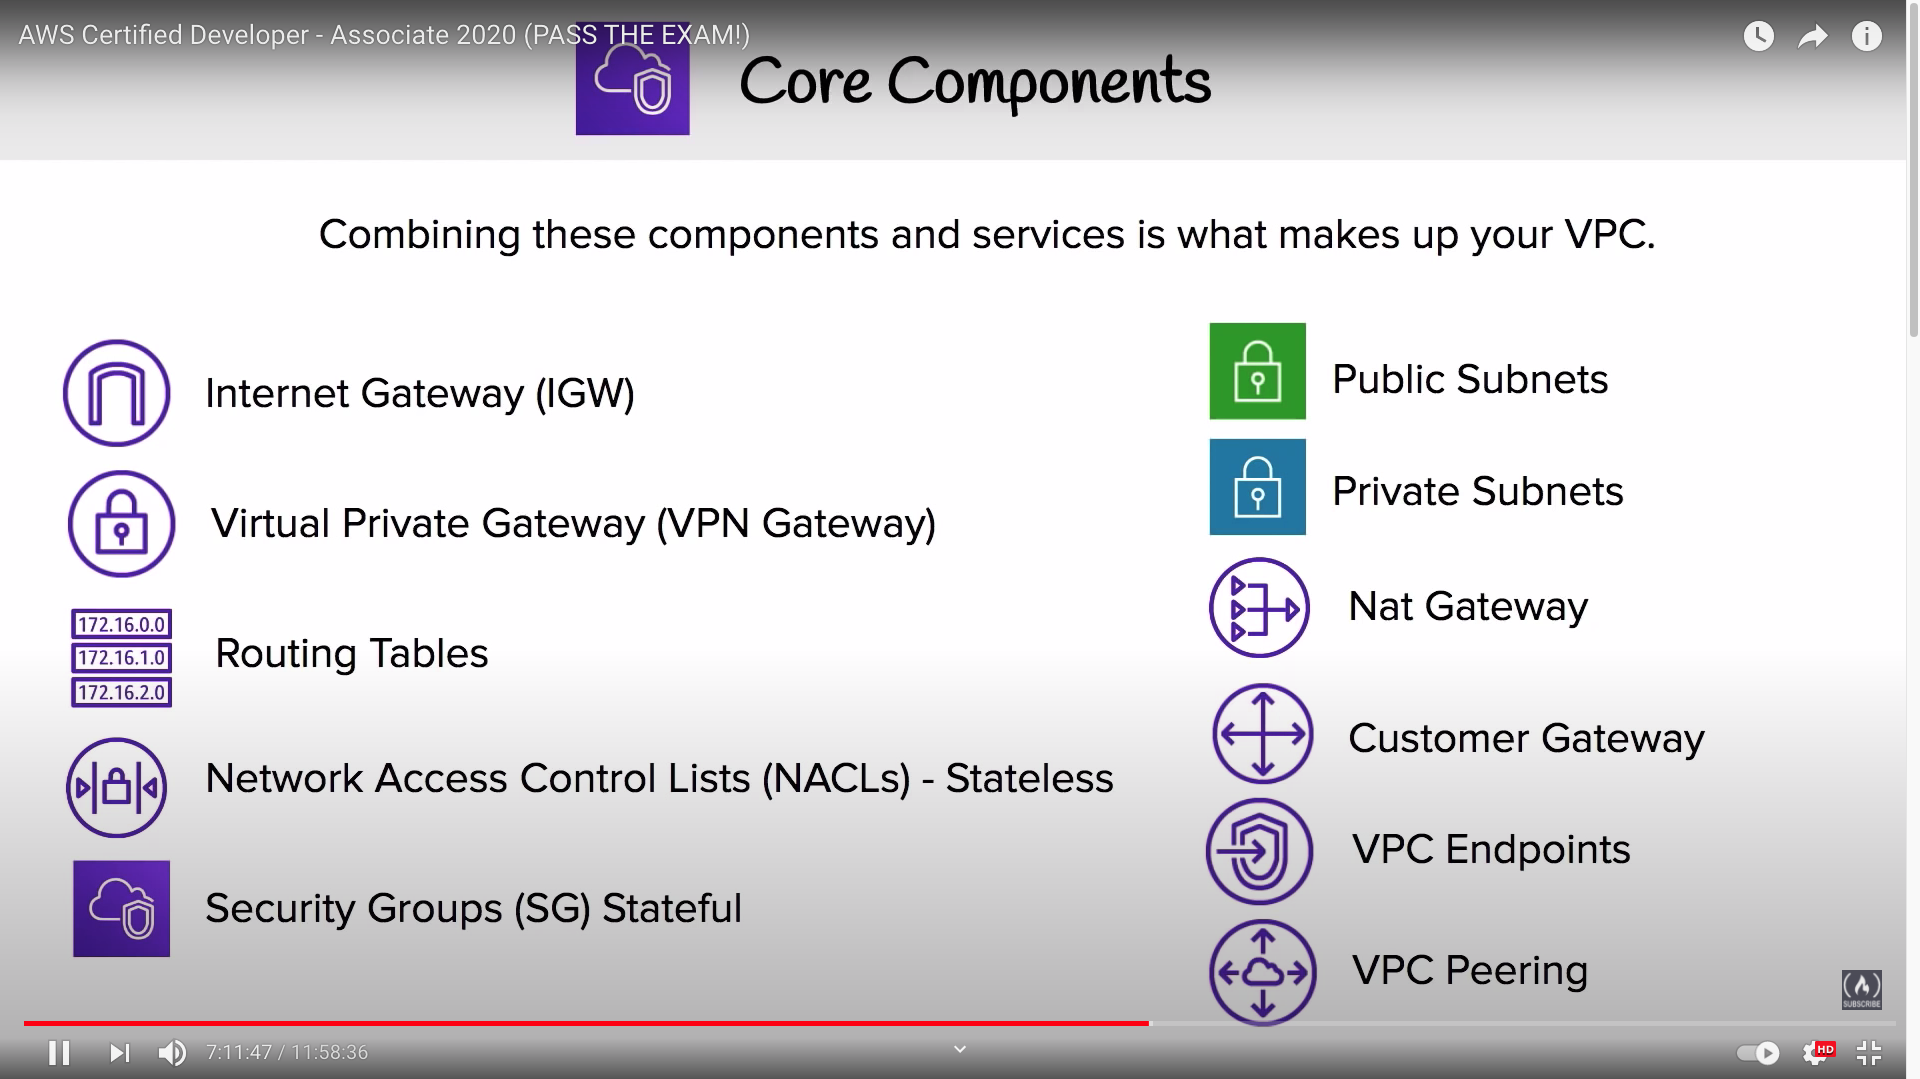 AWS Certified Developer - Associate 2020 (PASS THE EXAM!)
Core Components
Combining these components and services is what makes up your VPC.
Internet Gateway (IGW)
Virtual Private Gateway (VPN Gateway)
172.16.0.0
172.16.1.0
172.16.2.0
Routing Tables
Network Access Control Lists (NACLs) - Stateless
Security Groups (SG) Stateful
Public Subnets
Private Subnets
Nat Gateway
Customer Gateway
VPC Endpoints
VPC Peering
SUBSCRIBE
7:11:47 / 11:58:36
HD